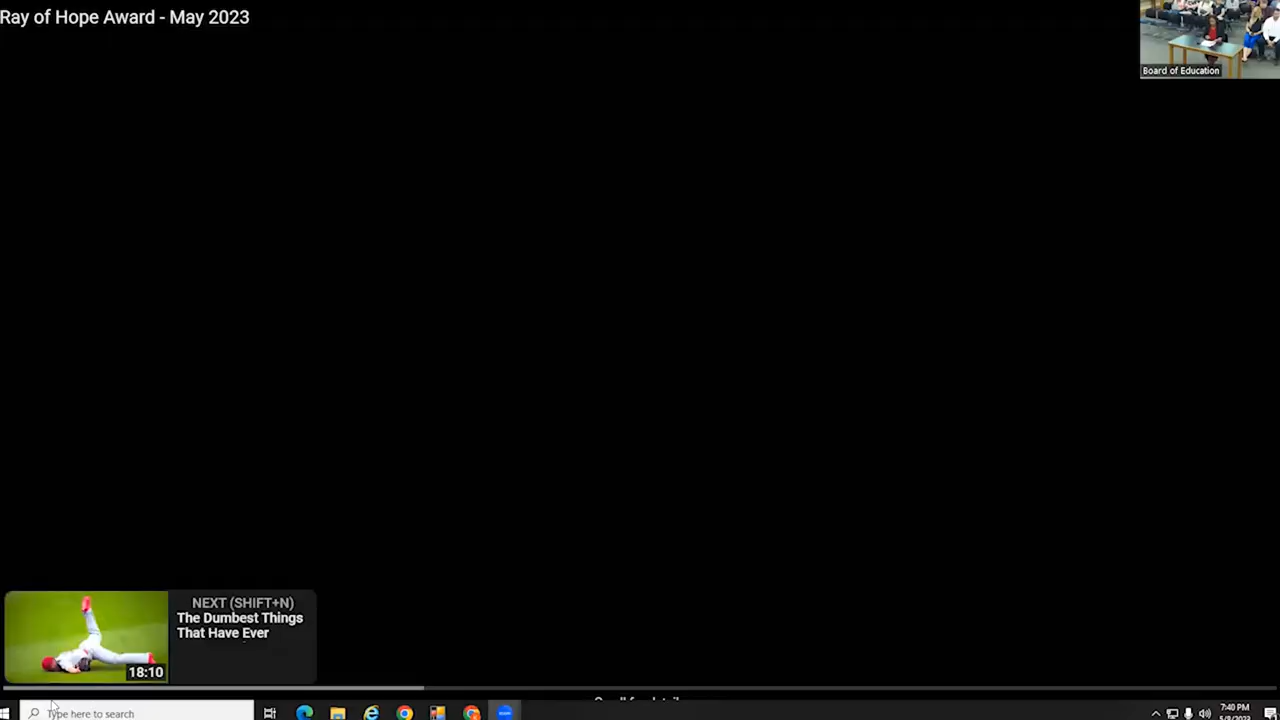 Ray of Hope Award - May 2023
Board of Education
NEXT (SHIFT+N)
The Dumbest Things
That Have Ever
18:10
Type here to search
7:40 PM